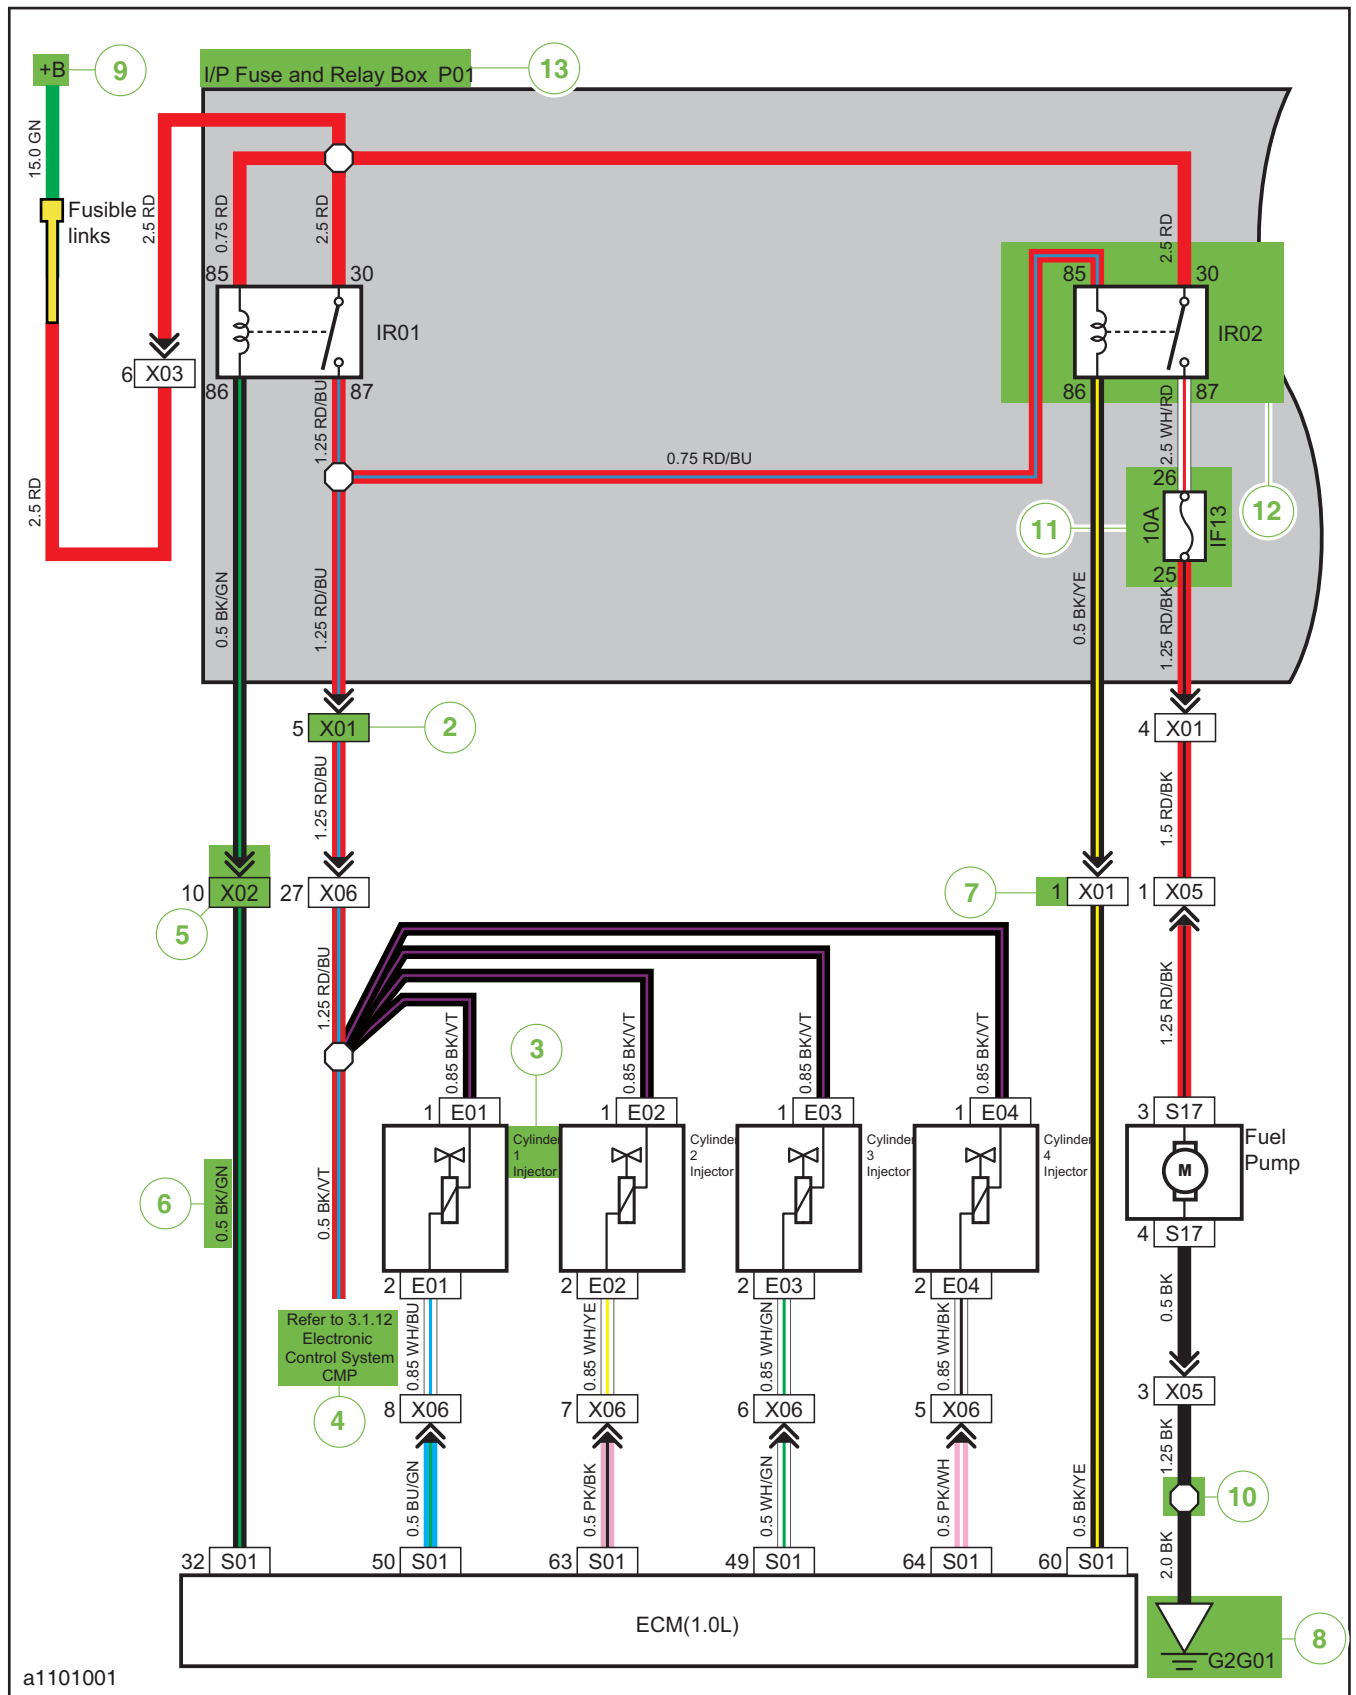 +B
9
I/P Fuse and Relay Box P01
13
15.0 GN
Fusible
links
2.5 RD
0.75 RD
2.5 RD
2.5 RD
85
30
IR01
86
87
85
30
IR02
86
87
6
X03
1.25 RD/BU
2.5 WH/RD
0.75 RD/BU
2.5 RD
26
12
11
10A
IF13
25
0.5 BK/GN
1.25 RD/BU
0.5 BK/YE
1.25 RD/BK
5
X01
2
4
X01
1.25 RD/BU
1.5 RD/BK
10
X02
27
X06
7
1
X01
1
X05
5
1.25 RD/BU
1.25 RD/BK
0.85 BK/VT
3
0.85 BK/VT
0.85 BK/VT
0.85 BK/VT
1
E01
1
E02
1
E03
1
E04
3
S17
Cylinder
1
Injector
Cylinder
2
Injector
Cylinder
3
Injector
Cylinder
4
Injector
Fuel
Pump
M
6
0.5 BK/GN
0.5 BK/VT
4
S17
2
E01
2
E02
2
E03
2
E04
0.5 BK
Refer to 3.1.12
Electronic
Control System
CMP
4
0.85 WH/BU
0.85 WH/YE
0.85 WH/GN
0.85 WH/BK
8
X06
7
X06
6
X06
5
X06
3
X05
1.25 BK
0.5 BU/GN
0.5 PK/BK
0.5 WH/GN
0.5 PK/WH
0.5 BK/YE
10
2.0 BK
32
S01
50
S01
63
S01
49
S01
64
S01
60
S01
ECM(1.0L)
8
G2G01
a1101001